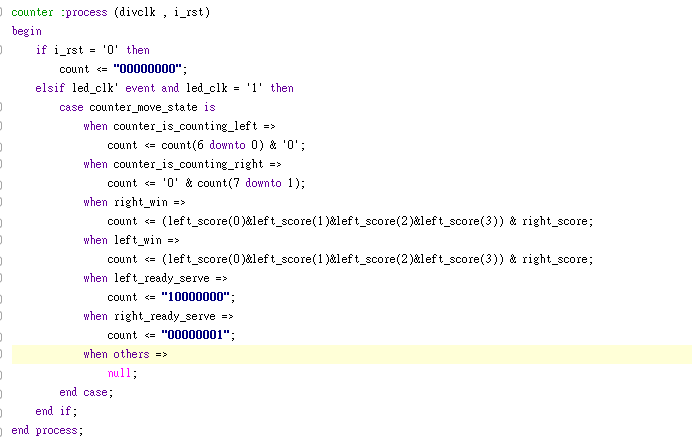 counter :process (divclk , i_rst)
begin
    if i_rst = '0' then
        count <= "00000000";
    elsif led_clk' event and led_clk = '1' then
        case counter_move_state is
            when counter_is_counting_left =>
                count <= count(6 downto 0) & '0';
            when counter_is_counting_right =>
                count <= '0' & count(7 downto 1);
            when right_win =>
                count <= (left_score(0)&left_score(1)&left_score(2)&left_score(3)) & right_score;
            when left_win =>
                count <= (left_score(0)&left_score(1)&left_score(2)&left_score(3)) & right_score;
            when left_ready_serve =>
                count <= "10000000";
            when right_ready_serve =>
                count <= "00000001";
            when others =>
                null;
        end case;
    end if;
end process;